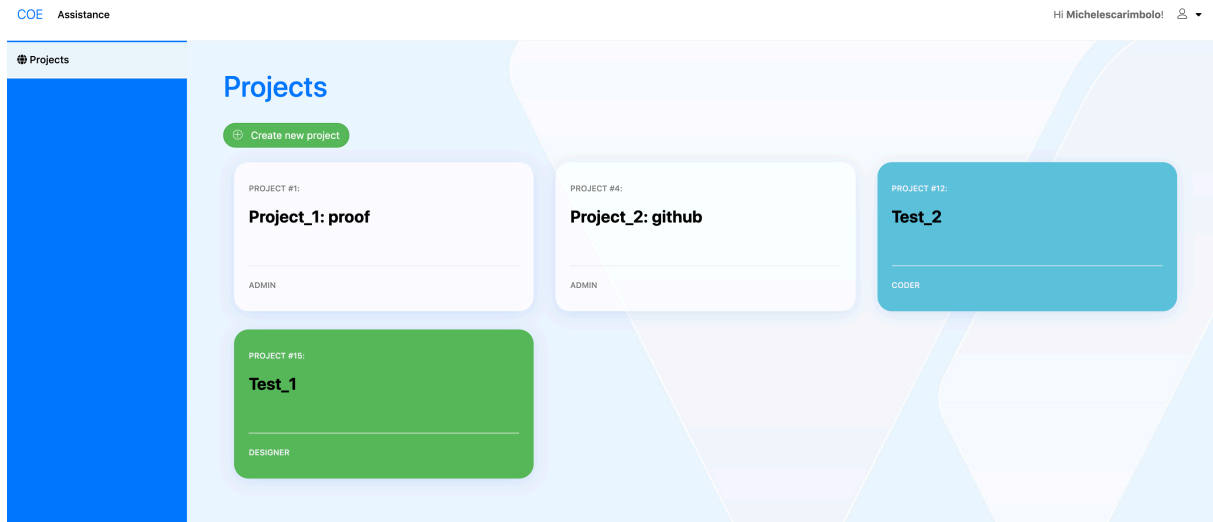 COE Assistance
Hi Michelescarimbolo!
Projects
Projects
Create new project
PROJECT #1:
Project_1: proof
ADMIN
PROJECT #4:
Project_2: github
ADMIN
PROJECT #12:
Test_2
CODER
PROJECT #15:
Test_1
DESIGNER